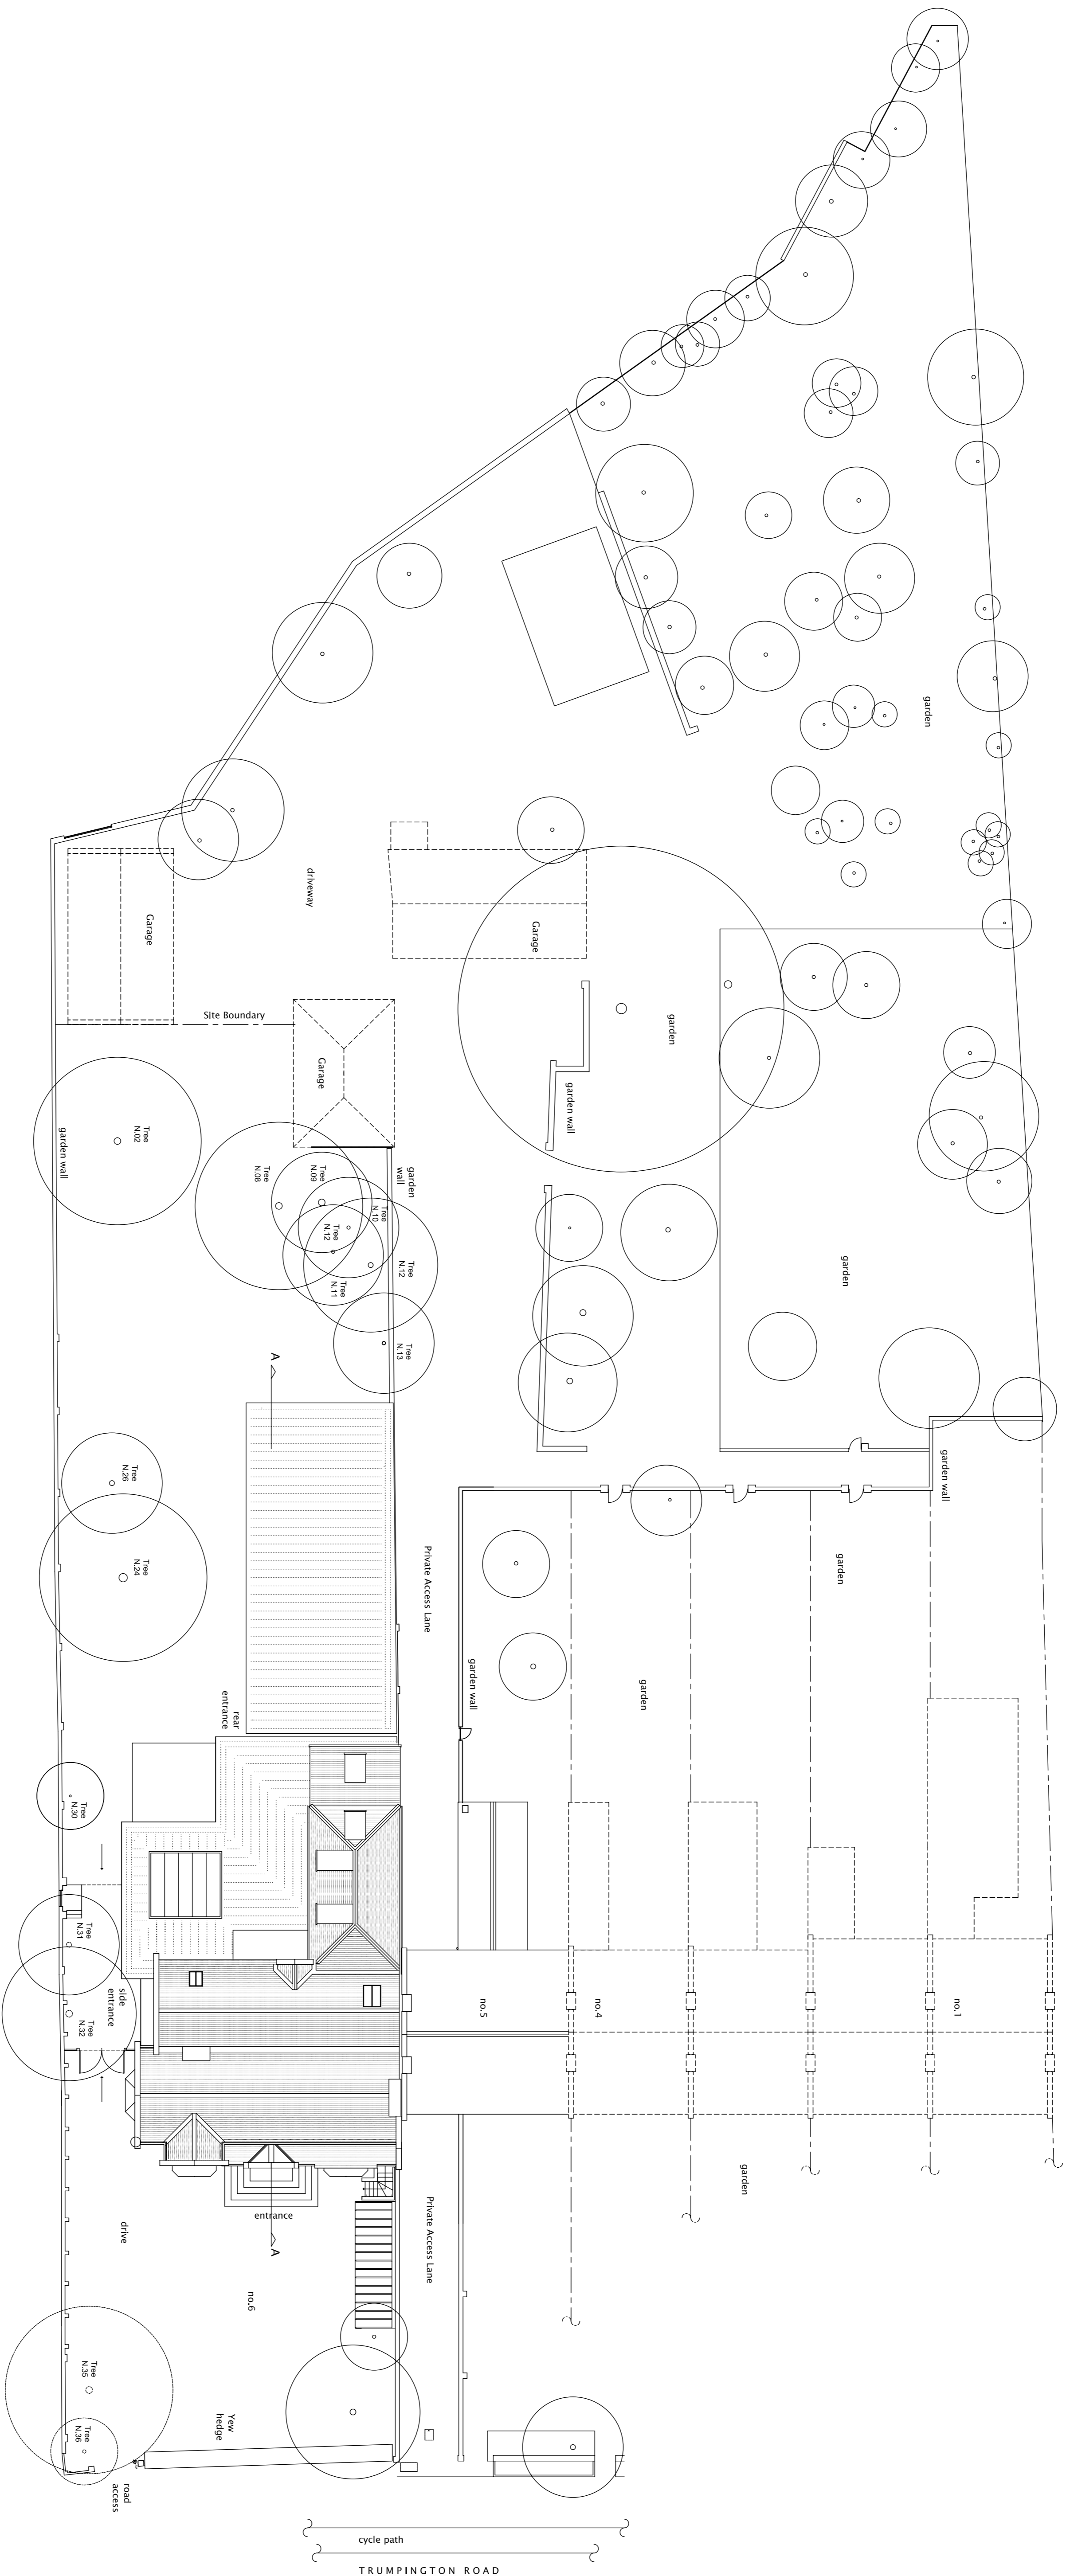 garden
driveway
Garage
Garage
Site Boundary
garden
Garage
garden wall
garden wall
Tree
N.02
garden
wall
Tree
N.08
Tree
N.09
Tree
N.10
Tree
N.12
Tree
N.12
Tree
N.11
garden
Tree
N.13
A
garden wall
Tree
N.26
Tree
N.24
Private Access Lane
garden
garden wall
garden
rear
entrance
Tree
N.30
Tree
N.31
side
entrance
Tree
N.32
no.5
no.4
no.1
garden
entrance
A
Private Access Lane
drive
no.6
Tree
N.35
Yew
hedge
Tree
N.36
road
access
cycle path
TRUMPINGTON ROAD